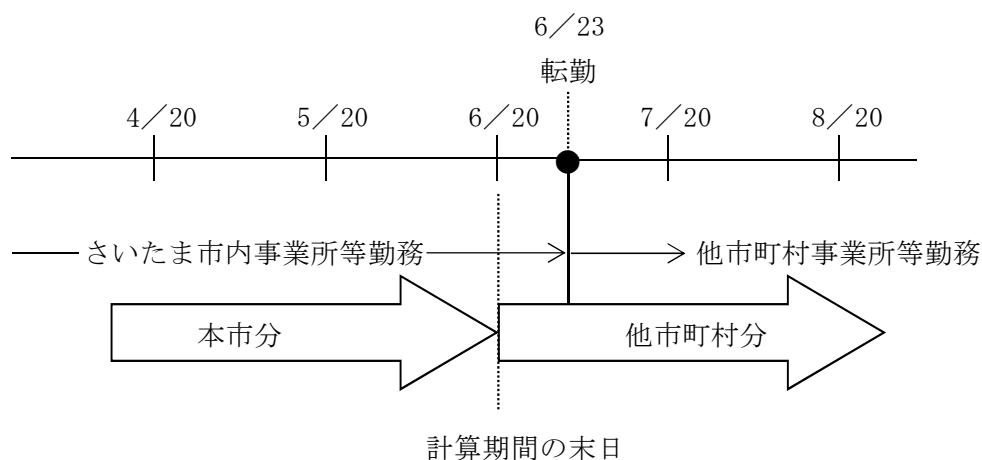 6／23
転勤
4／20 5／20 6／20 7／20 8／20
さいたま市内事業所等勤務 他市町村事業所等勤務
本市分 他市町村分
計算期間の末日